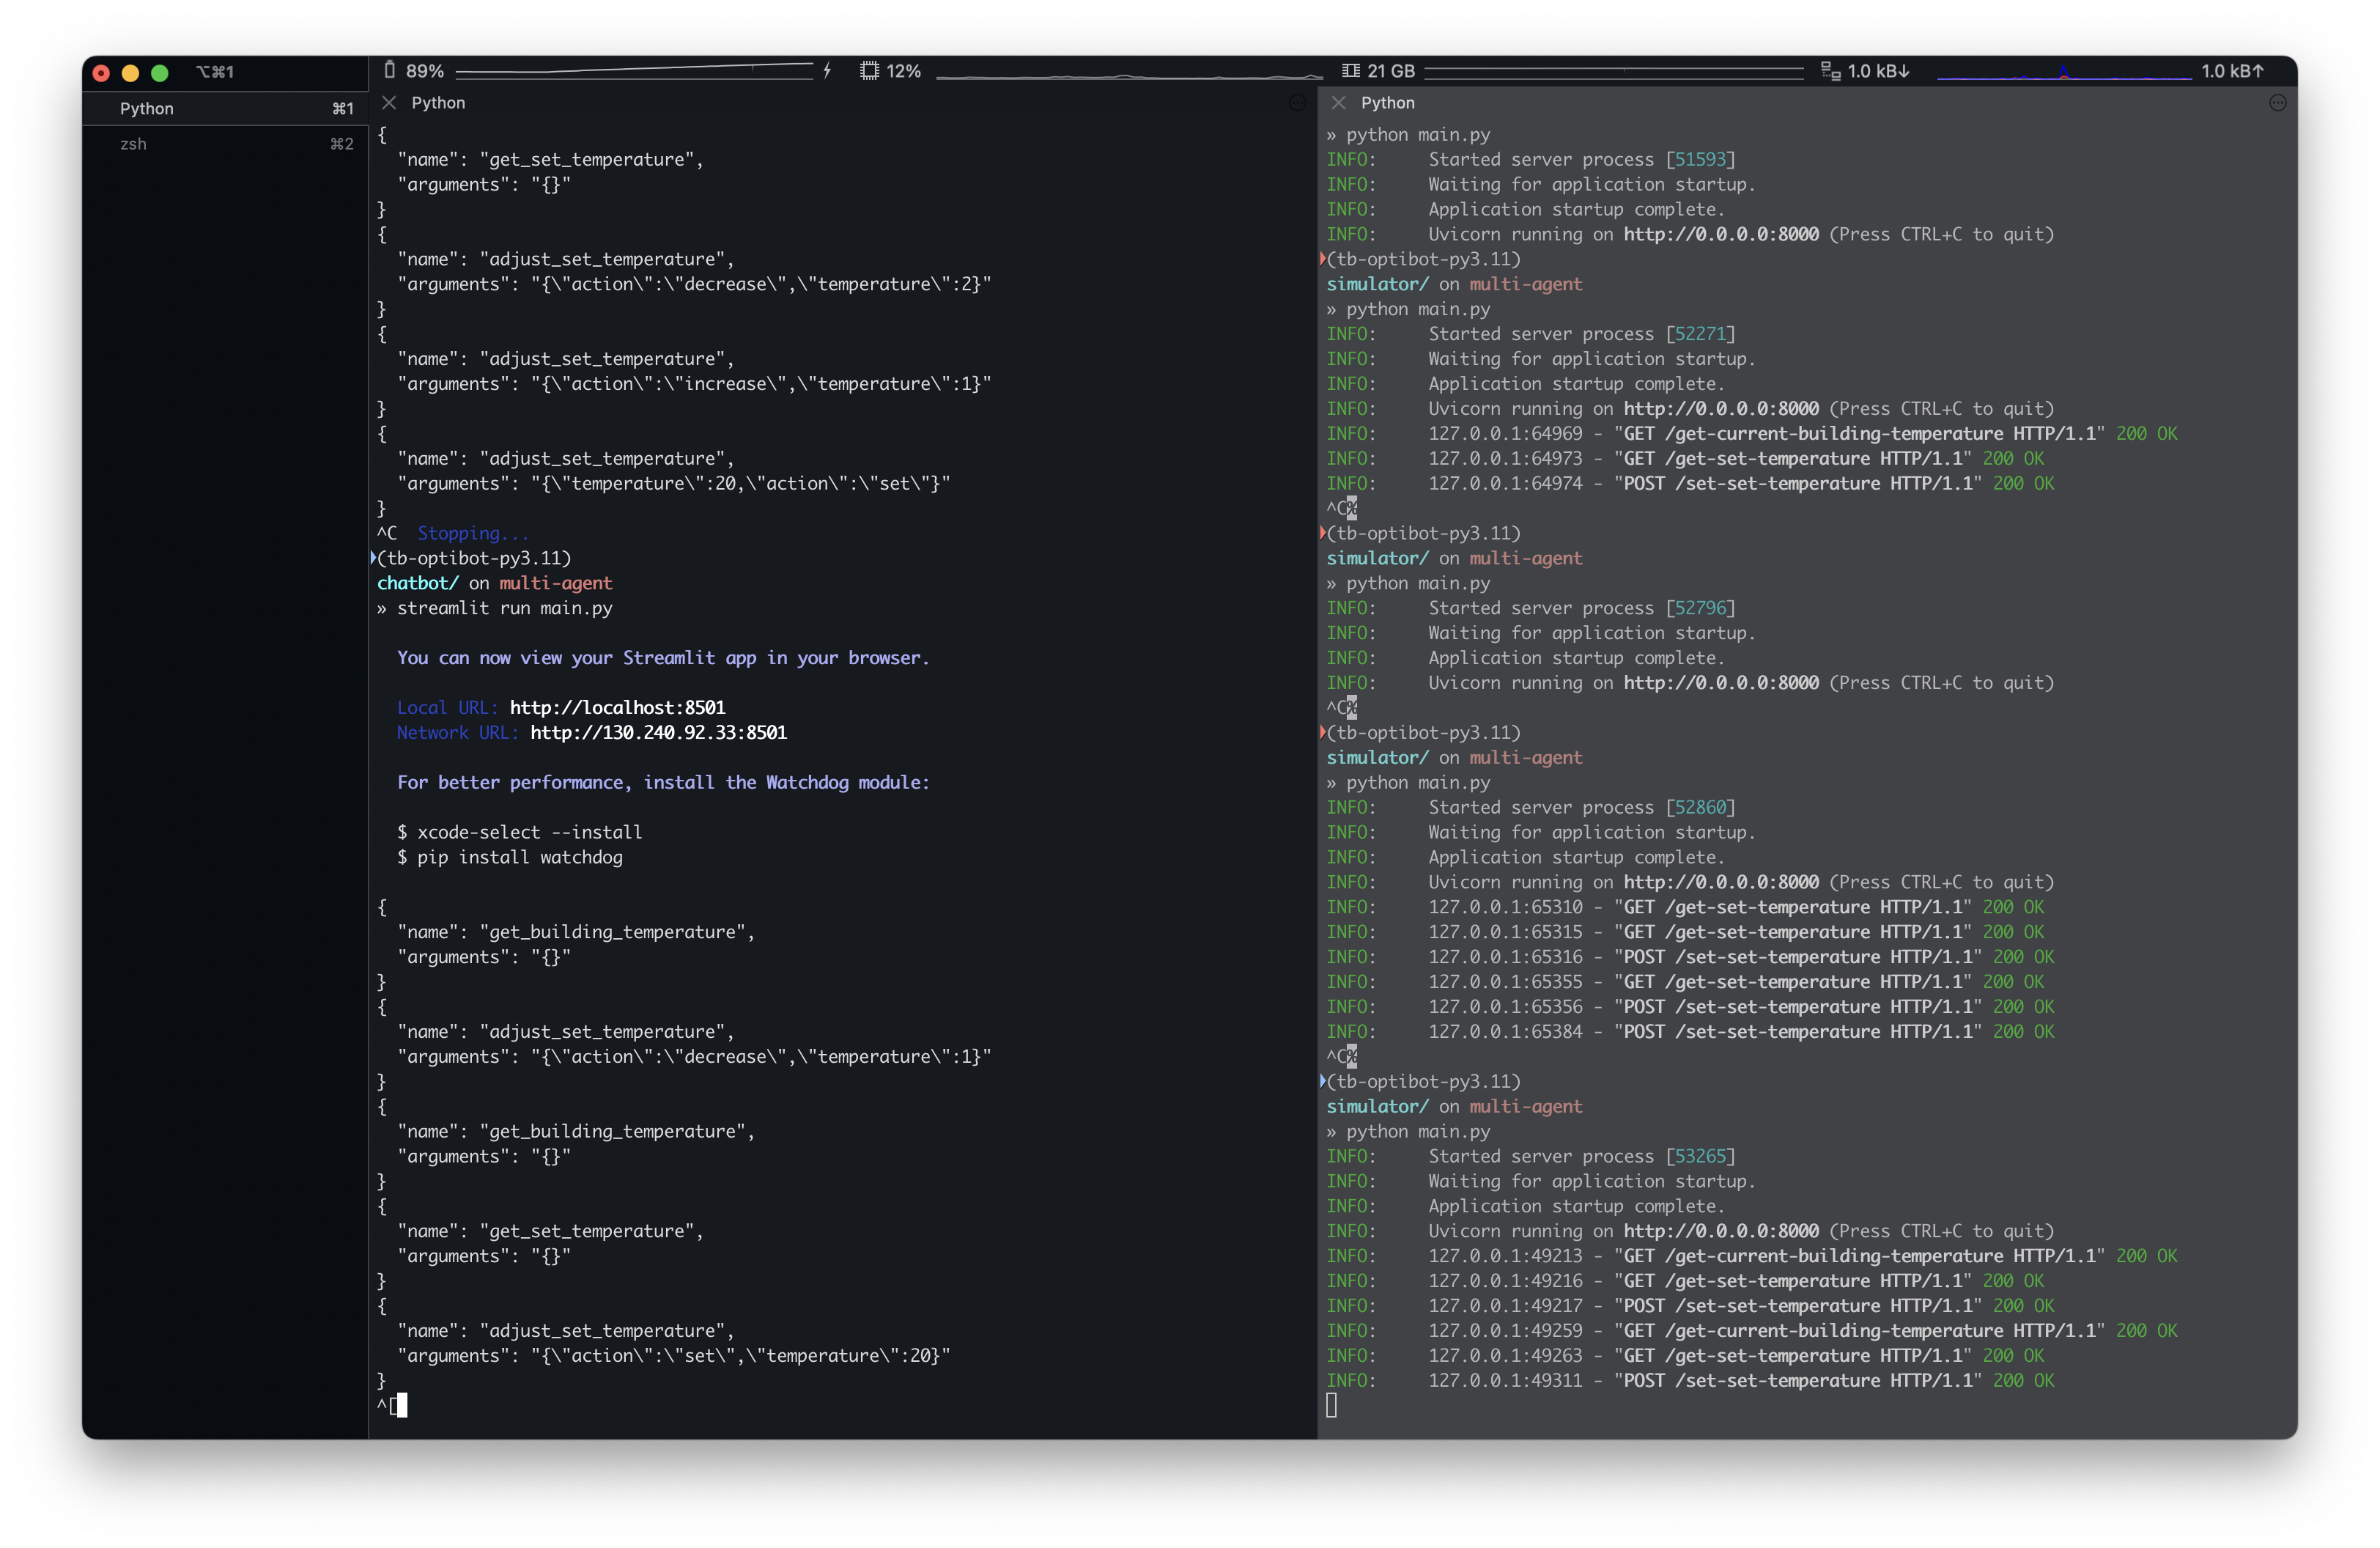 ⌥⌘1
89%
12%
21 GB
1.0 kB↓
1.0 kB↑
Python ⌘1
zsh ⌘2
Python
{
  "name": "get_set_temperature",
  "arguments": "{}"
}
{
  "name": "adjust_set_temperature",
  "arguments": "{\"action\":\"decrease\",\"temperature\":2}"
}
{
  "name": "adjust_set_temperature",
  "arguments": "{\"action\":\"increase\",\"temperature\":1}"
}
{
  "name": "adjust_set_temperature",
  "arguments": "{\"temperature\":20,\"action\":\"set\"}"
}
^C  Stopping...
(tb-optibot-py3.11)
chatbot/ on multi-agent
» streamlit run main.py
  You can now view your Streamlit app in your browser.
  Local URL: http://localhost:8501
  Network URL: http://130.240.92.33:8501
  For better performance, install the Watchdog module:
  $ xcode-select --install
  $ pip install watchdog
{
  "name": "get_building_temperature",
  "arguments": "{}"
}
{
  "name": "adjust_set_temperature",
  "arguments": "{\"action\":\"decrease\",\"temperature\":1}"
}
{
  "name": "get_building_temperature",
  "arguments": "{}"
}
{
  "name": "get_set_temperature",
  "arguments": "{}"
}
{
  "name": "adjust_set_temperature",
  "arguments": "{\"action\":\"set\",\"temperature\":20}"
}
^[
Python
» python main.py
INFO:     Started server process [51593]
INFO:     Waiting for application startup.
INFO:     Application startup complete.
INFO:     Uvicorn running on http://0.0.0.0:8000 (Press CTRL+C to quit)
(tb-optibot-py3.11)
simulator/ on multi-agent
» python main.py
INFO:     Started server process [52271]
INFO:     Waiting for application startup.
INFO:     Application startup complete.
INFO:     Uvicorn running on http://0.0.0.0:8000 (Press CTRL+C to quit)
INFO:     127.0.0.1:64969 - "GET /get-current-building-temperature HTTP/1.1" 200 OK
INFO:     127.0.0.1:64973 - "GET /get-set-temperature HTTP/1.1" 200 OK
INFO:     127.0.0.1:64974 - "POST /set-set-temperature HTTP/1.1" 200 OK
^C%
(tb-optibot-py3.11)
simulator/ on multi-agent
» python main.py
INFO:     Started server process [52796]
INFO:     Waiting for application startup.
INFO:     Application startup complete.
INFO:     Uvicorn running on http://0.0.0.0:8000 (Press CTRL+C to quit)
^C%
(tb-optibot-py3.11)
simulator/ on multi-agent
» python main.py
INFO:     Started server process [52860]
INFO:     Waiting for application startup.
INFO:     Application startup complete.
INFO:     Uvicorn running on http://0.0.0.0:8000 (Press CTRL+C to quit)
INFO:     127.0.0.1:65310 - "GET /get-set-temperature HTTP/1.1" 200 OK
INFO:     127.0.0.1:65315 - "GET /get-set-temperature HTTP/1.1" 200 OK
INFO:     127.0.0.1:65316 - "POST /set-set-temperature HTTP/1.1" 200 OK
INFO:     127.0.0.1:65355 - "GET /get-set-temperature HTTP/1.1" 200 OK
INFO:     127.0.0.1:65356 - "POST /set-set-temperature HTTP/1.1" 200 OK
INFO:     127.0.0.1:65384 - "POST /set-set-temperature HTTP/1.1" 200 OK
^C%
(tb-optibot-py3.11)
simulator/ on multi-agent
» python main.py
INFO:     Started server process [53265]
INFO:     Waiting for application startup.
INFO:     Application startup complete.
INFO:     Uvicorn running on http://0.0.0.0:8000 (Press CTRL+C to quit)
INFO:     127.0.0.1:49213 - "GET /get-current-building-temperature HTTP/1.1" 200 OK
INFO:     127.0.0.1:49216 - "GET /get-set-temperature HTTP/1.1" 200 OK
INFO:     127.0.0.1:49217 - "POST /set-set-temperature HTTP/1.1" 200 OK
INFO:     127.0.0.1:49259 - "GET /get-current-building-temperature HTTP/1.1" 200 OK
INFO:     127.0.0.1:49263 - "GET /get-set-temperature HTTP/1.1" 200 OK
INFO:     127.0.0.1:49311 - "POST /set-set-temperature HTTP/1.1" 200 OK